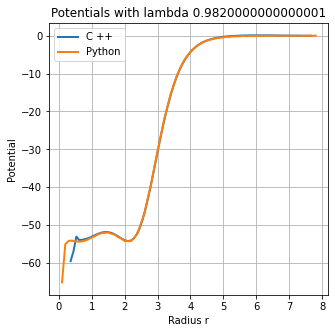 Potentials with lambda 0.9820000000000001
C ++
Python
Potential
0
−10
−20
−30
−40
−50
−60
0 1 2 3 4 5 6 7 8
Radius r